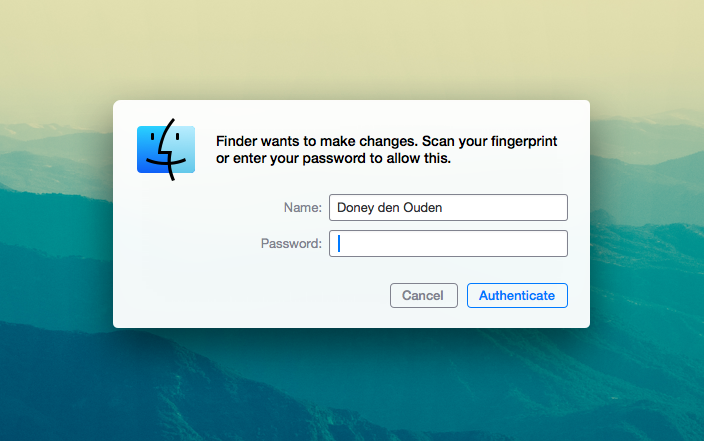 Finder wants to make changes. Scan your fingerprint
or enter your password to allow this.
Name: Doney den Ouden
Password:
Cancel Authenticate